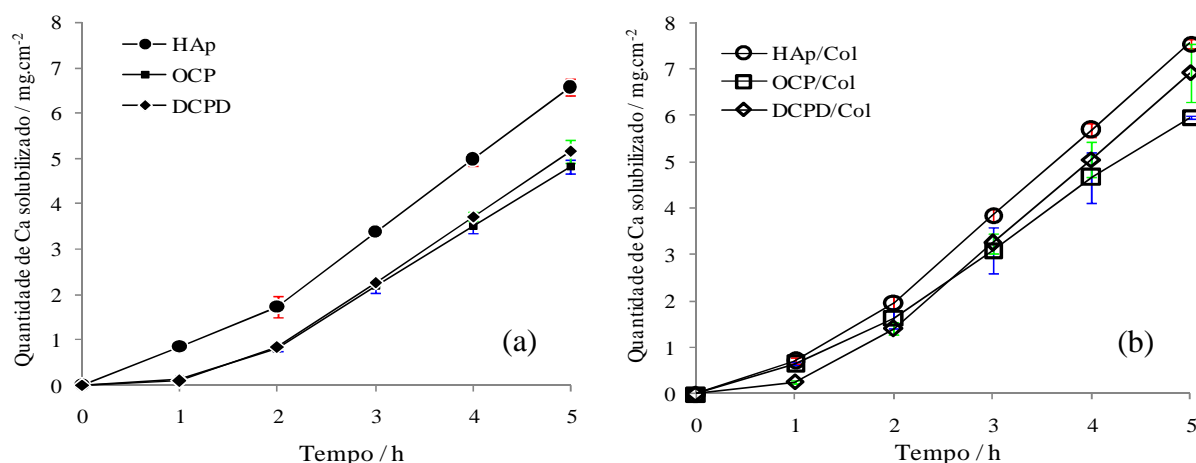 Quantidade de Ca solubilizado / mg.cm-2
8
7
6
5
4
3
2
1
0
HAp
OCP
DCPD
(a)
0 1 2 3 4 5
Tempo / h
Quantidade de Ca solubilizado / mg.cm-2
8
7
6
5
4
3
2
1
0
HAp/Col
OCP/Col
DCPD/Col
(b)
0 1 2 3 4 5
Tempo / h